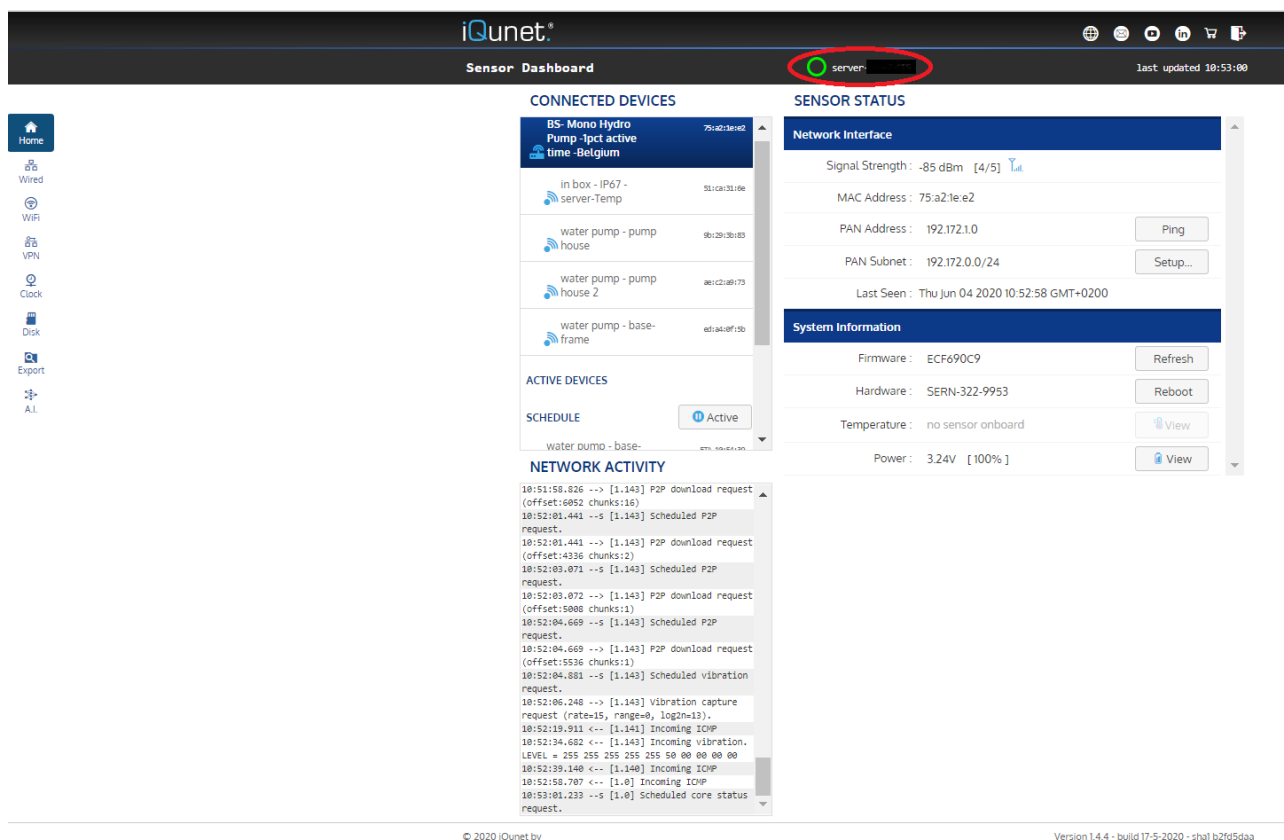 iQunet.®
Sensor Dashboard
server-
last updated 10:53:00
Home
Wired
WiFi
VPN
Clock
Disk
Export
A.I.
CONNECTED DEVICES
BS- Mono Hydro
Pump -1pct active
time -Belgium
75:a2:1e:e2
in box - IP67 -
server-Temp
51:ca:31:6e
water pump - pump
house
9b:29:3b:83
water pump - pump
house 2
ae:c2:a9:73
water pump - base-
frame
ed:a4:0f:5b
ACTIVE DEVICES
SCHEDULE
Active
water pump - base-
NETWORK ACTIVITY
10:51:58.826 --> [1.143] P2P download request
(offset:6052 chunks:16)
10:52:01.441 --s [1.143] Scheduled P2P
request.
10:52:01.441 --> [1.143] P2P download request
(offset:4336 chunks:2)
10:52:03.071 --s [1.143] Scheduled P2P
request.
10:52:03.072 --> [1.143] P2P download request
(offset:5008 chunks:1)
10:52:04.669 --s [1.143] Scheduled P2P
request.
10:52:04.669 --> [1.143] P2P download request
(offset:5536 chunks:1)
10:52:04.881 --s [1.143] Scheduled vibration
request.
10:52:06.248 --> [1.143] Vibration capture
request (rate=15, range=0, log2n=13).
10:52:19.911 <-- [1.141] Incoming ICMP
10:52:34.682 <-- [1.143] Incoming vibration.
LEVEL = 255 255 255 255 255 50 00 00 00 00
10:52:39.140 <-- [1.140] Incoming ICMP
10:52:58.707 <-- [1.0] Incoming ICMP
10:53:01.233 --s [1.0] Scheduled core status
request.
SENSOR STATUS
Network Interface
Signal Strength : -85 dBm [4/5]
MAC Address : 75:a2:1e:e2
PAN Address : 192.172.1.0 Ping
PAN Subnet : 192.172.0.0/24 Setup...
Last Seen : Thu Jun 04 2020 10:52:58 GMT+0200
System Information
Firmware : ECF690C9 Refresh
Hardware : SERN-322-9953 Reboot
Temperature : no sensor onboard View
Power : 3.24V [100% ] View
© 2020 iQunet bv
Version 1.4.4 - build 17-5-2020 - sha1 b2fd5daa